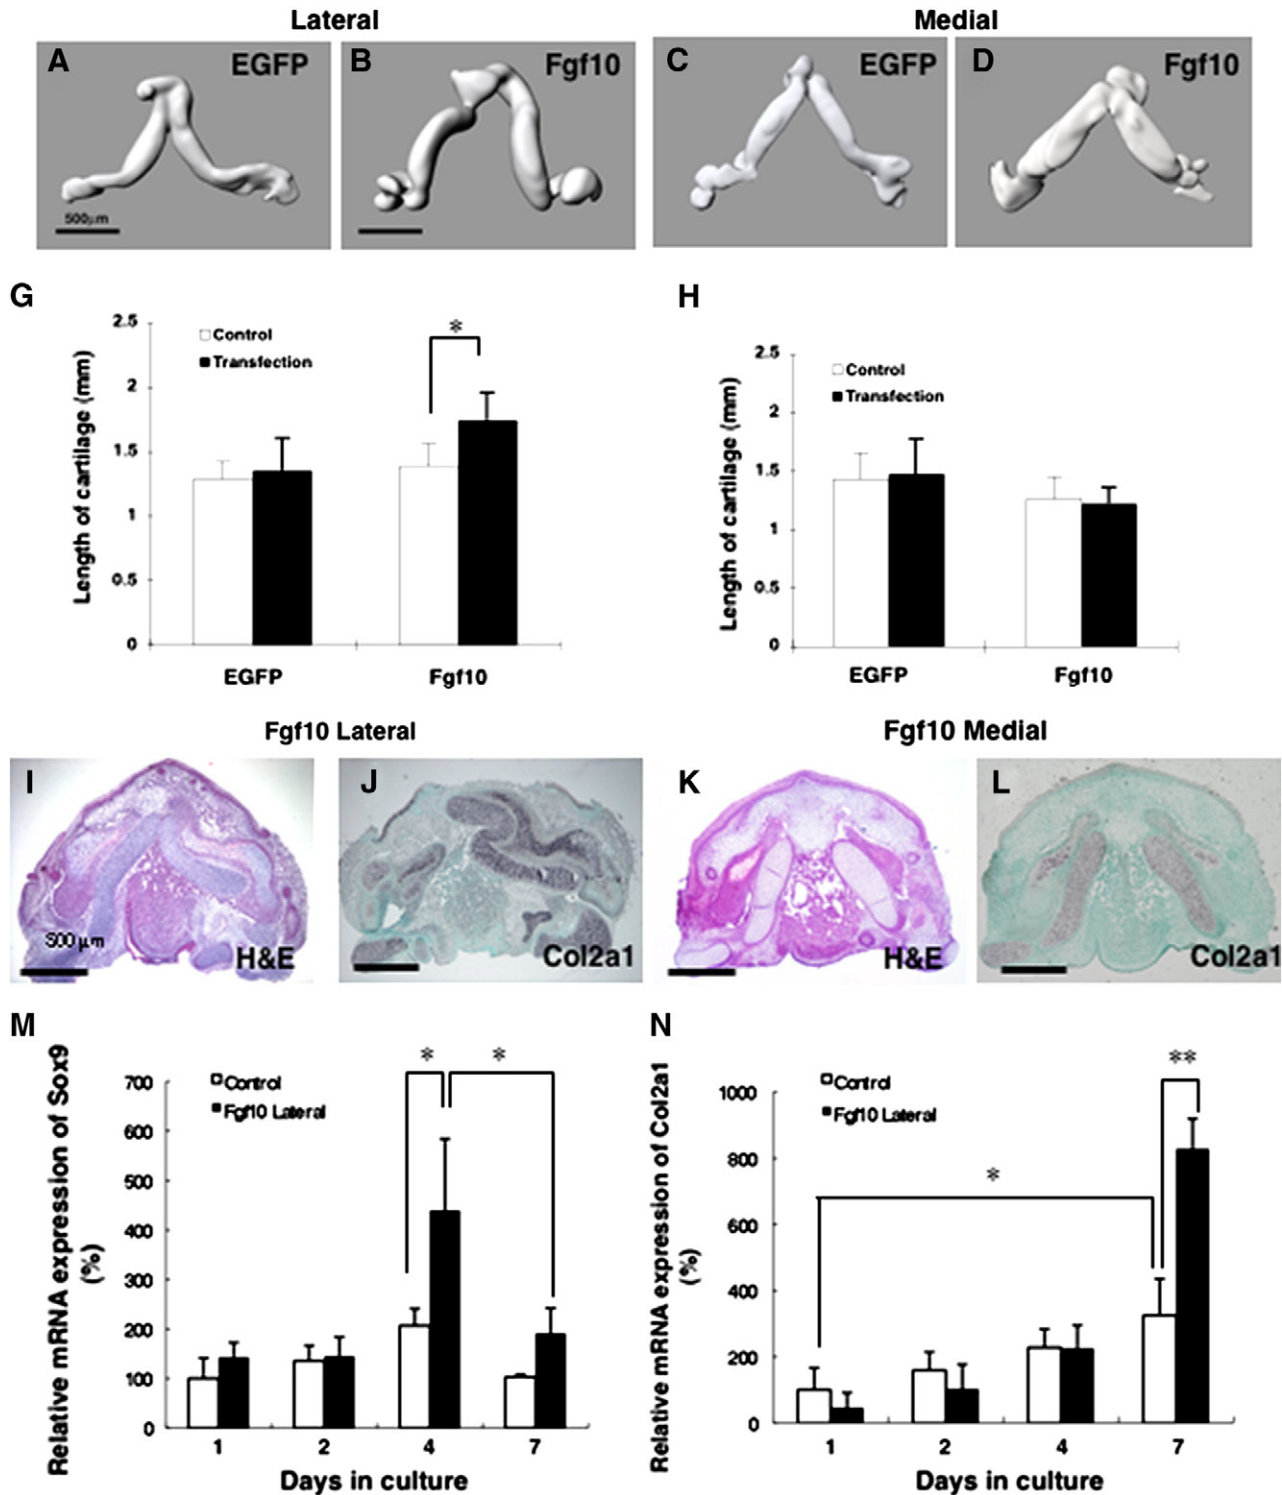 Lateral
Medial
A
EGFP
B
Fgf10
C
EGFP
D
Fgf10
500μm
G
Length of cartilage (mm)
2.5
2
1.5
1
0.5
0
Control
Transfection
*
EGFP
Fgf10
H
Length of cartilage (mm)
2.5
2
1.5
1
0.5
0
Control
Transfection
EGFP
Fgf10
Fgf10 Lateral
Fgf10 Medial
I
500 μm
H&E
J
Col2a1
K
H&E
L
Col2a1
M
Relative mRNA expression of Sox9
(%)
700
600
500
400
300
200
100
0
Control
Fgf10 Lateral
*
*
1
2
4
7
Days in culture
N
Relative mRNA expression of Col2a1
(%)
1000
800
600
400
200
0
Control
Fgf10 Lateral
*
**
1
2
4
7
Days in culture